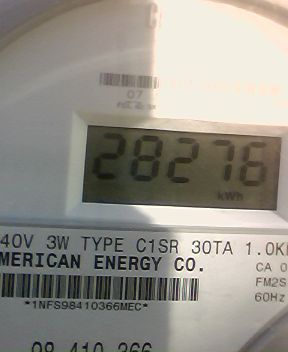 07
28276
kWh
40V 3W TYPE C1SR 30TA 1.0K
MERICAN ENERGY CO.
CA 0
FM2S
60Hz
*1NFS98410366MEC*
98 410 366